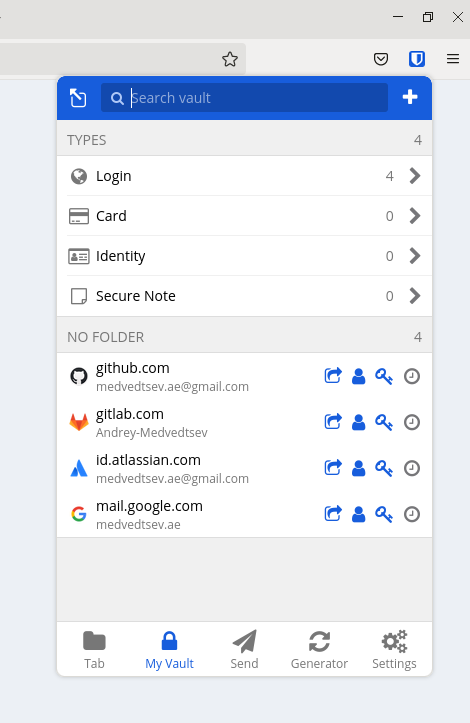 Search vault
TYPES 4
Login 4
Card 0
Identity 0
Secure Note 0
NO FOLDER 4
github.com
medvedtsev.ae@gmail.com
gitlab.com
Andrey-Medvedtsev
id.atlassian.com
medvedtsev.ae@gmail.com
mail.google.com
medvedtsev.ae
Tab My Vault Send Generator Settings